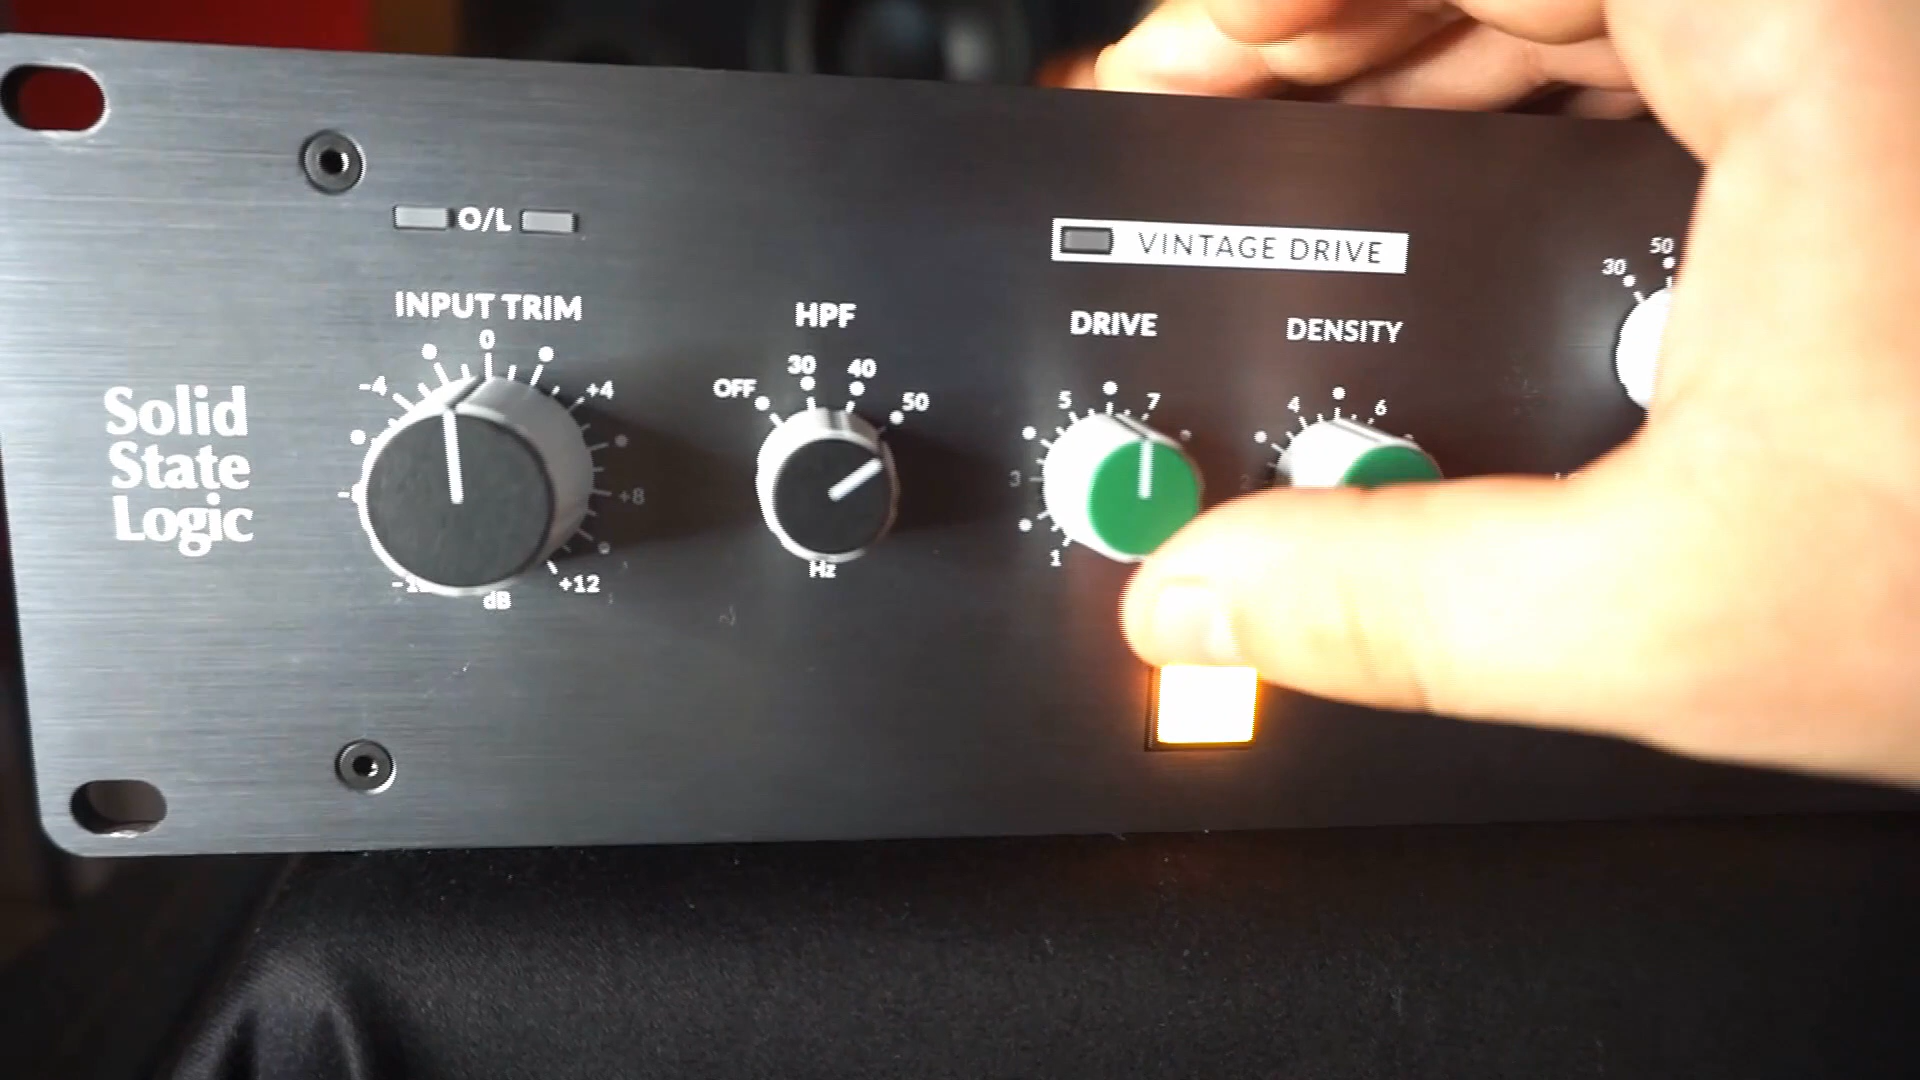 O/L
VINTAGE DRIVE
INPUT TRIM
HPF
DRIVE
DENSITY
0
-4
+4
+8
+12
dB
OFF
30
40
50
Hz
5
7
3
1
4
6
2
30
50
Solid
State
Logic